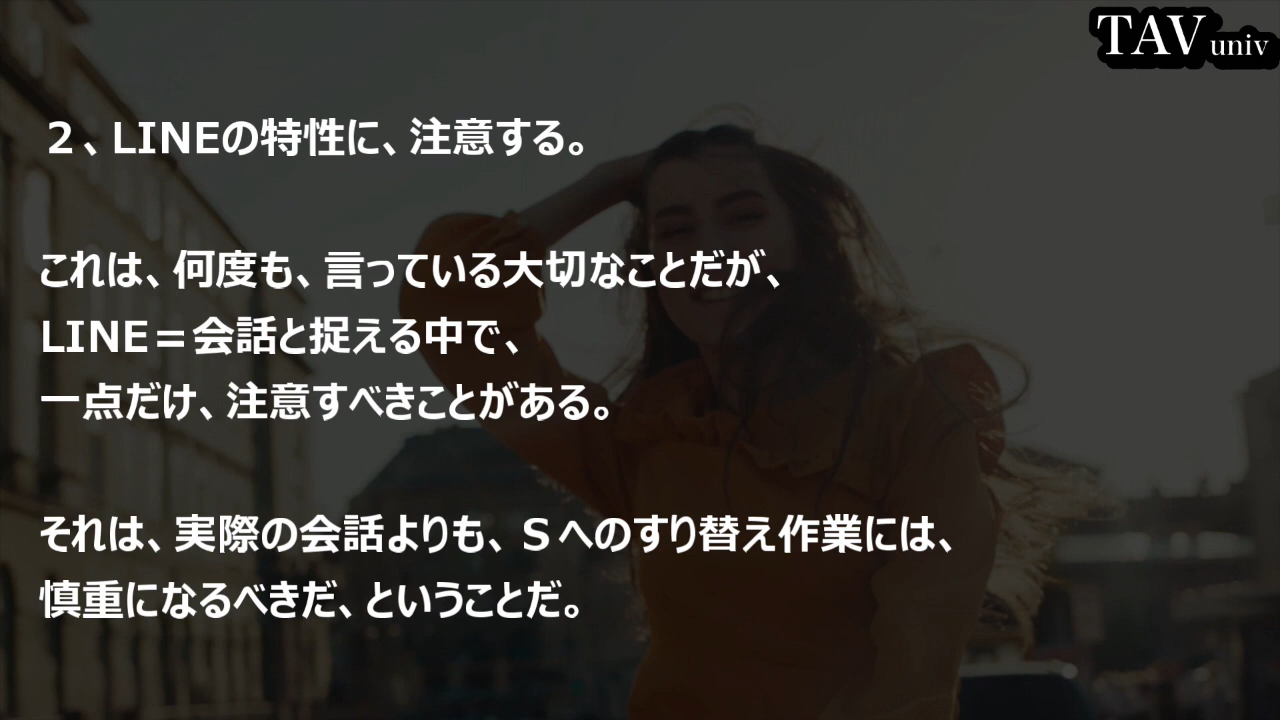 TAV univ
２、LINEの特性に、注意する。
これは、何度も、言っている大切なことだが、
LINE＝会話と捉える中で、
一点だけ、注意すべきことがある。
それは、実際の会話よりも、Ｓへのすり替え作業には、
慎重になるべきだ、ということだ。